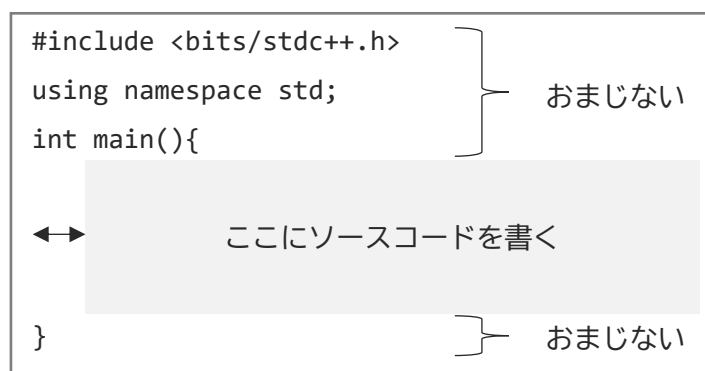 #include <bits/stdc++.h>
using namespace std;
int main(){
おまじない
ここにソースコードを書く
}
おまじない